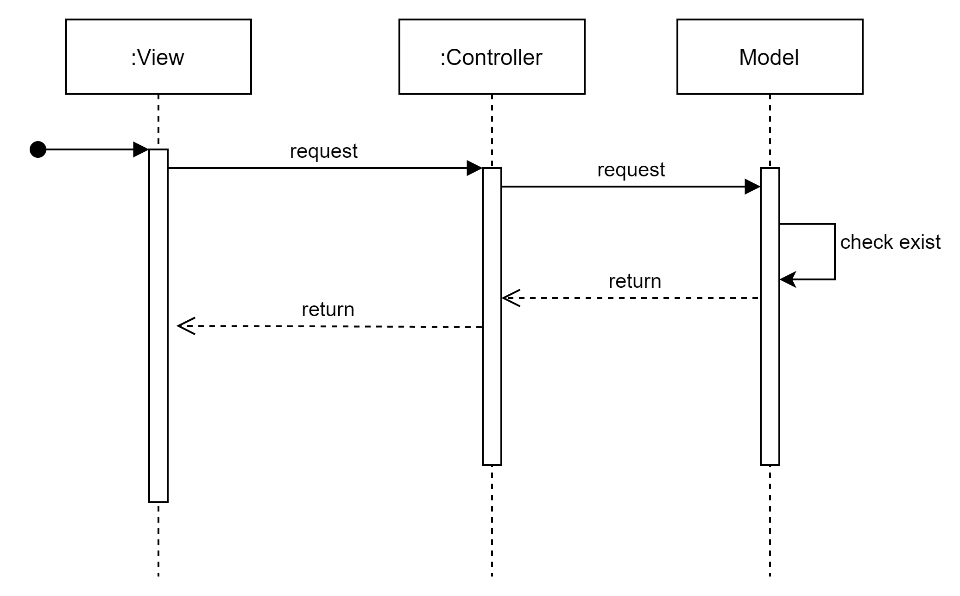 :View
:Controller
Model
request
request
check exist
return
return